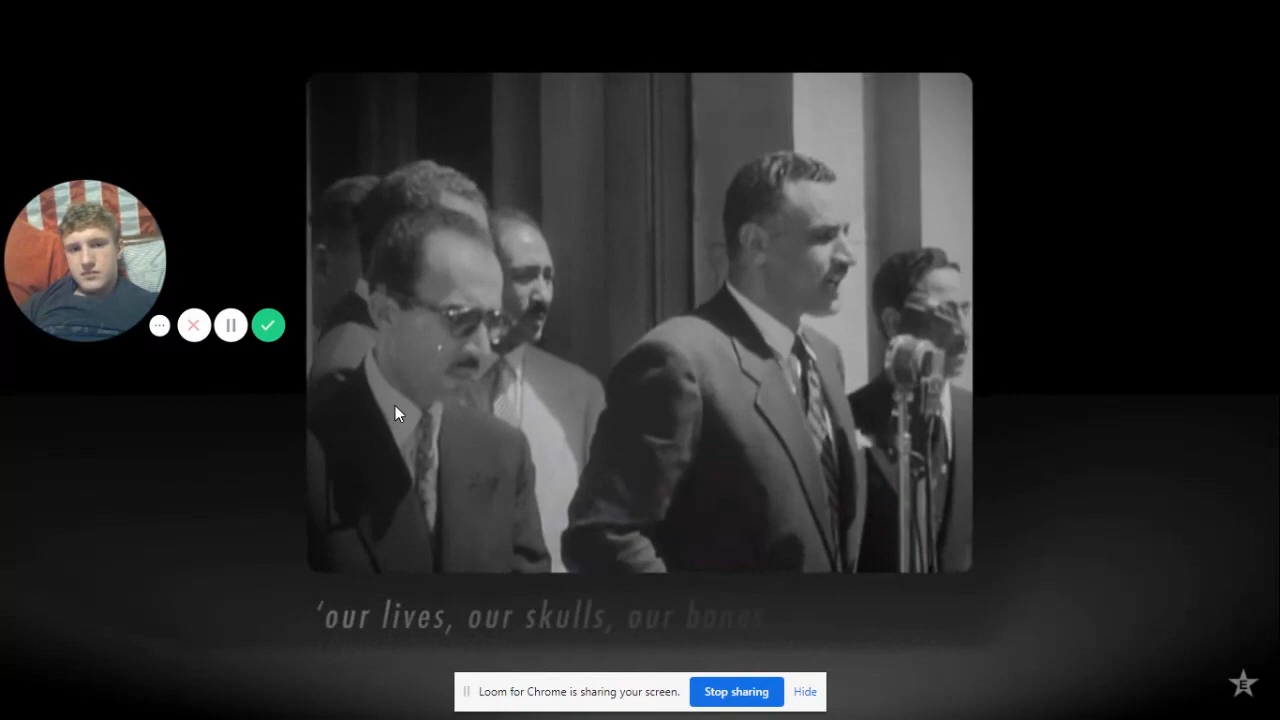 ‘our lives, our skulls, our bones
Loom for Chrome is sharing your screen. Stop sharing Hide
E